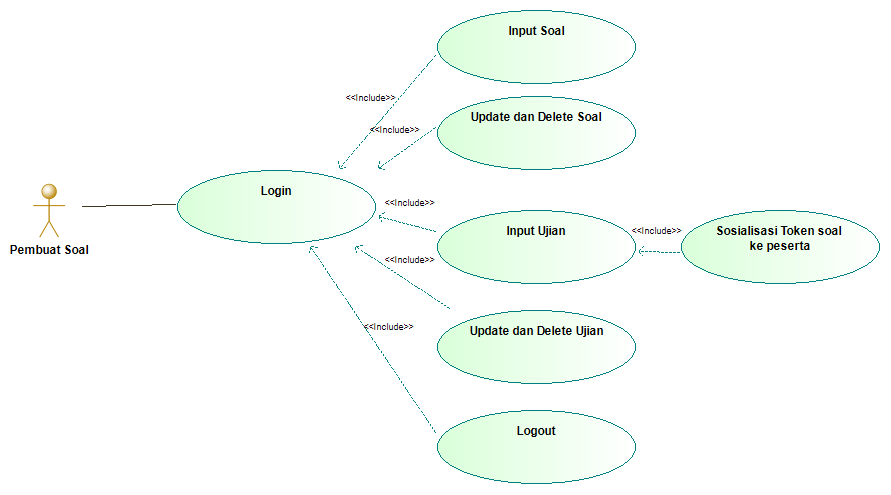 Input Soal
<<Include>>
Update dan Delete Soal
<<Include>>
Login
Pembuat Soal
<<Include>>
Input Ujian
<<Include>>
Sosialisasi Token soal
ke peserta
<<Include>>
Update dan Delete Ujian
<<Include>>
Logout